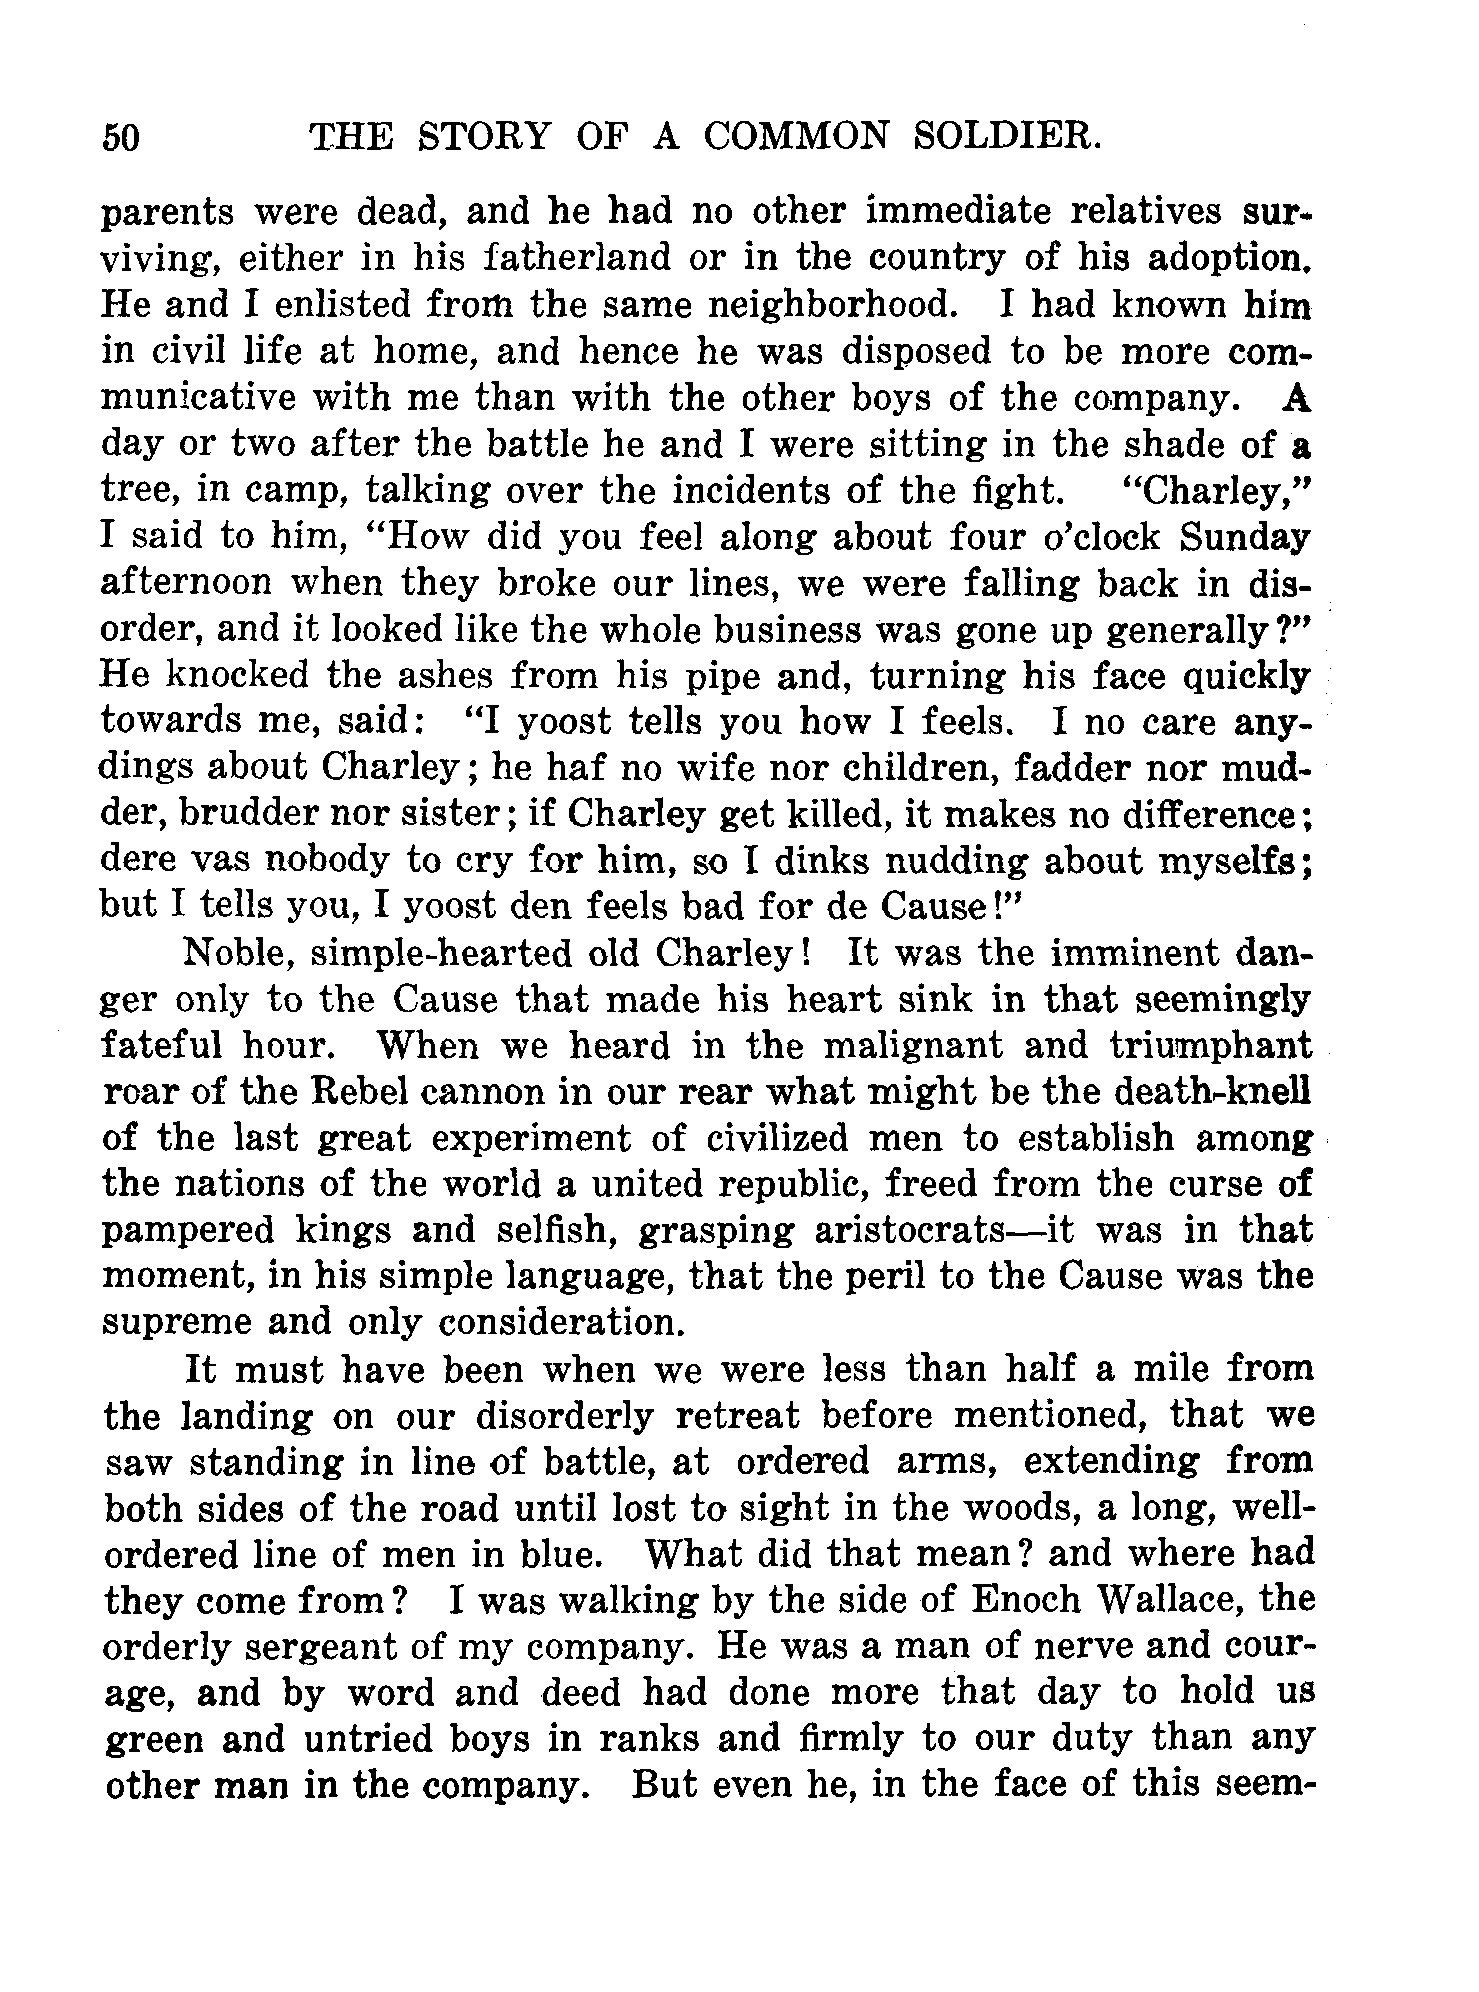 50 THE STORY OF A COMMON SOLDIER.
parents were dead, and he had no other immediate relatives sur-
viving, either in his fatherland or in the country of his adoption.
He and I enlisted from the same neighborhood. I had known him
in civil life at home, and hence he was disposed to be more com-
municative with me than with the other boys of the company. A
day or two after the battle he and I were sitting in the shade of a
tree, in camp, talking over the incidents of the fight. “Charley,”
I said to him, “How did you feel along about four o’clock Sunday
afternoon when they broke our lines, we were falling back in dis-
order, and it looked like the whole business was gone up generally?”
He knocked the ashes from his pipe and, turning his face quickly
towards me, said: “I yoost tells you how I feels. I no care any-
dings about Charley; he haf no wife nor children, fadder nor mud-
der, brudder nor sister; if Charley get killed, it makes no difference;
dere vas nobody to cry for him, so I dinks nudding about myselfs;
but I tells you, I yoost den feels bad for de Cause!”
Noble, simple-hearted old Charley! It was the imminent dan-
ger only to the Cause that made his heart sink in that seemingly
fateful hour. When we heard in the malignant and triumphant
roar of the Rebel cannon in our rear what might be the death-knell
of the last great experiment of civilized men to establish among
the nations of the world a united republic, freed from the curse of
pampered kings and selfish, grasping aristocrats—it was in that
moment, in his simple language, that the peril to the Cause was the
supreme and only consideration.
It must have been when we were less than half a mile from
the landing on our disorderly retreat before mentioned, that we
saw standing in line of battle, at ordered arms, extending from
both sides of the road until lost to sight in the woods, a long, well-
ordered line of men in blue. What did that mean? and where had
they come from? I was walking by the side of Enoch Wallace, the
orderly sergeant of my company. He was a man of nerve and cour-
age, and by word and deed had done more that day to hold us
green and untried boys in ranks and firmly to our duty than any
other man in the company. But even he, in the face of this seem-